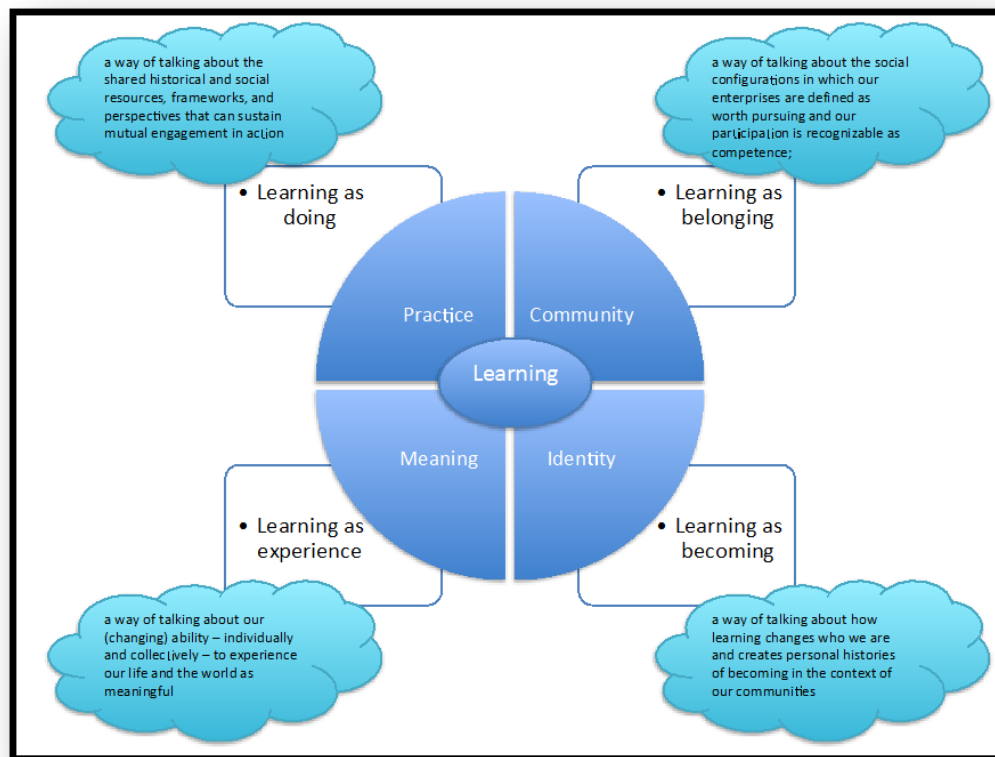 a way of talking about the
shared historical and social
resources, frameworks, and
perspectives that can sustain
mutual engagement in action
a way of talking about the social
configurations in which our
enterprises are defined as
worth pursuing and our
participation is recognizable as
competence;
• Learning as
doing
• Learning as
belonging
Practice
Community
Learning
Meaning
Identity
• Learning as
experience
• Learning as
becoming
a way of talking about our
(changing) ability – individually
and collectively – to experience
our life and the world as
meaningful
a way of talking about how
learning changes who we are
and creates personal histories
of becoming in the context of
our communities